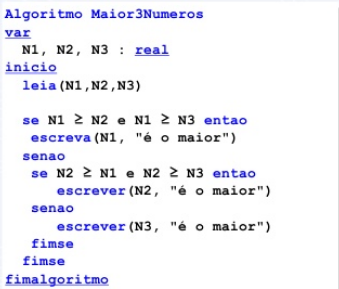 Algoritmo Maior3Numeros
var
N1, N2, N3 : real
inicio
leia(N1,N2,N3)
se N1 ≥ N2 e N1 ≥ N3 entao
escreva(N1, "é o maior")
senao
se N2 ≥ N1 e N2 ≥ N3 entao
escrever(N2, "é o maior")
senao
escrever(N3, "é o maior")
fimse
fimse
fimalgoritmo